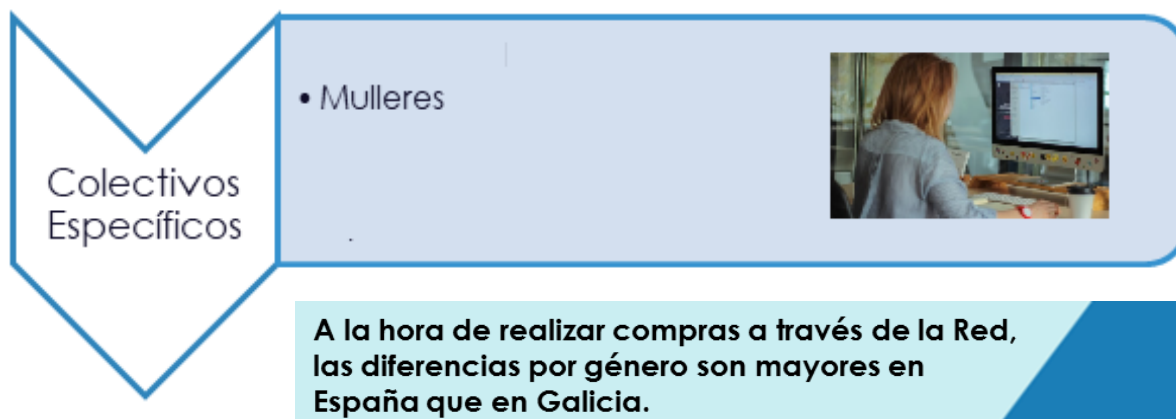 Colectivos
Específicos
• Mulleres
A la hora de realizar compras a través de la Red,
las diferencias por género son mayores en
España que en Galicia.